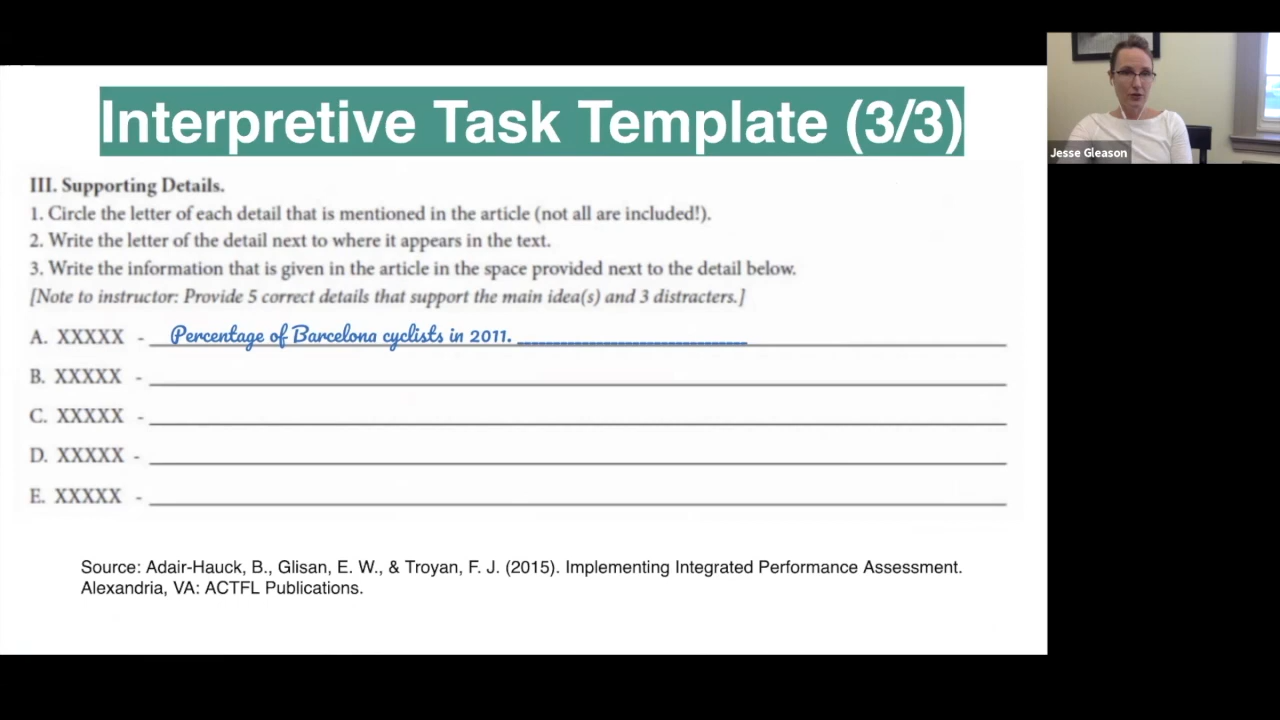 Interpretive Task Template (3/3)
Jesse Gleason
III. Supporting Details.
1. Circle the letter of each detail that is mentioned in the article (not all are included!).
2. Write the letter of the detail next to where it appears in the text.
3. Write the information that is given in the article in the space provided next to the detail below.
[Note to instructor: Provide 5 correct details that support the main idea(s) and 3 distracters.]
A. XXXXX - Percentage of Barcelona cyclists in 2011. ____________________
B. XXXXX - ____________________
C. XXXXX - ____________________
D. XXXXX - ____________________
E. XXXXX - ____________________
Source: Adair-Hauck, B., Glisan, E. W., & Troyan, F. J. (2015). Implementing Integrated Performance Assessment.
Alexandria, VA: ACTFL Publications.